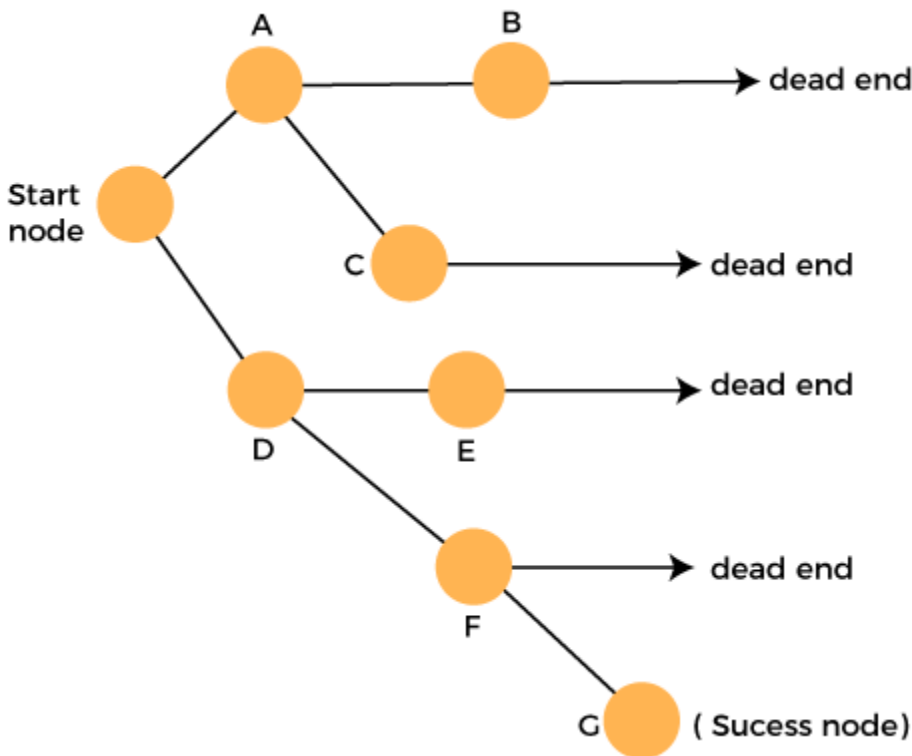 A
B
dead end
Start
node
C
dead end
dead end
D
E
dead end
F
G
( Sucess node)